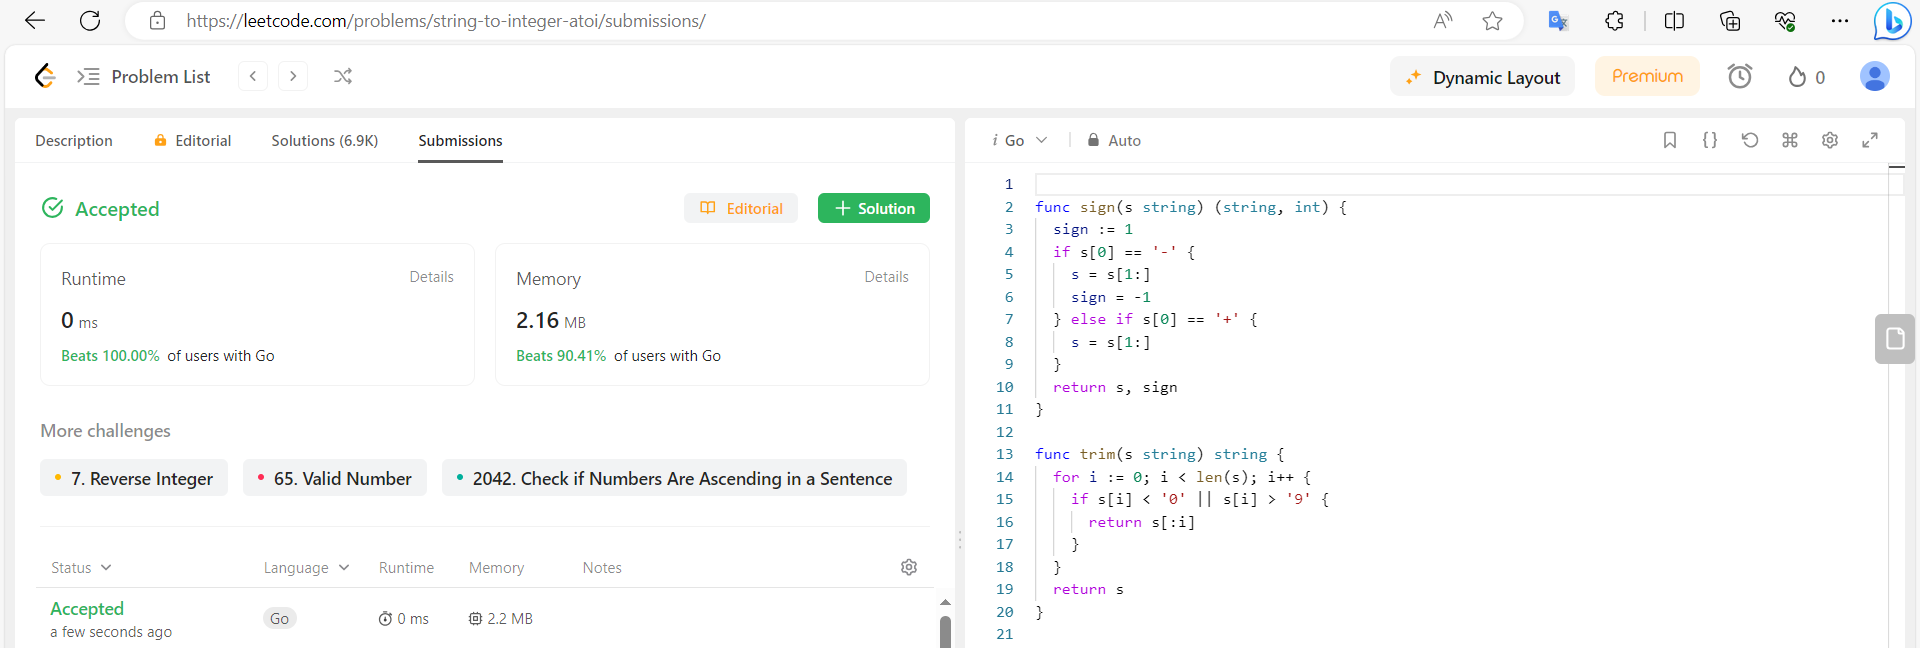 https://leetcode.com/problems/string-to-integer-atoi/submissions/
Problem List
Dynamic Layout
Premium
0
Description
Editorial
Solutions (6.9K)
Submissions
Accepted
Editorial
+ Solution
Runtime
Details
0 ms
Beats 100.00% of users with Go
Memory
Details
2.16 MB
Beats 90.41% of users with Go
More challenges
7. Reverse Integer
65. Valid Number
2042. Check if Numbers Are Ascending in a Sentence
Status
Language
Runtime
Memory
Notes
Accepted
a few seconds ago
Go
0 ms
2.2 MB
i Go
Auto
1
2 func sign(s string) (string, int) {
3 sign := 1
4 if s[0] == '-' {
5 s = s[1:]
6 sign = -1
7 } else if s[0] == '+' {
8 s = s[1:]
9 }
10 return s, sign
11 }
12
13 func trim(s string) string {
14 for i := 0; i < len(s); i++ {
15 if s[i] < '0' || s[i] > '9' {
16 return s[:i]
17 }
18 }
19 return s
20 }
21